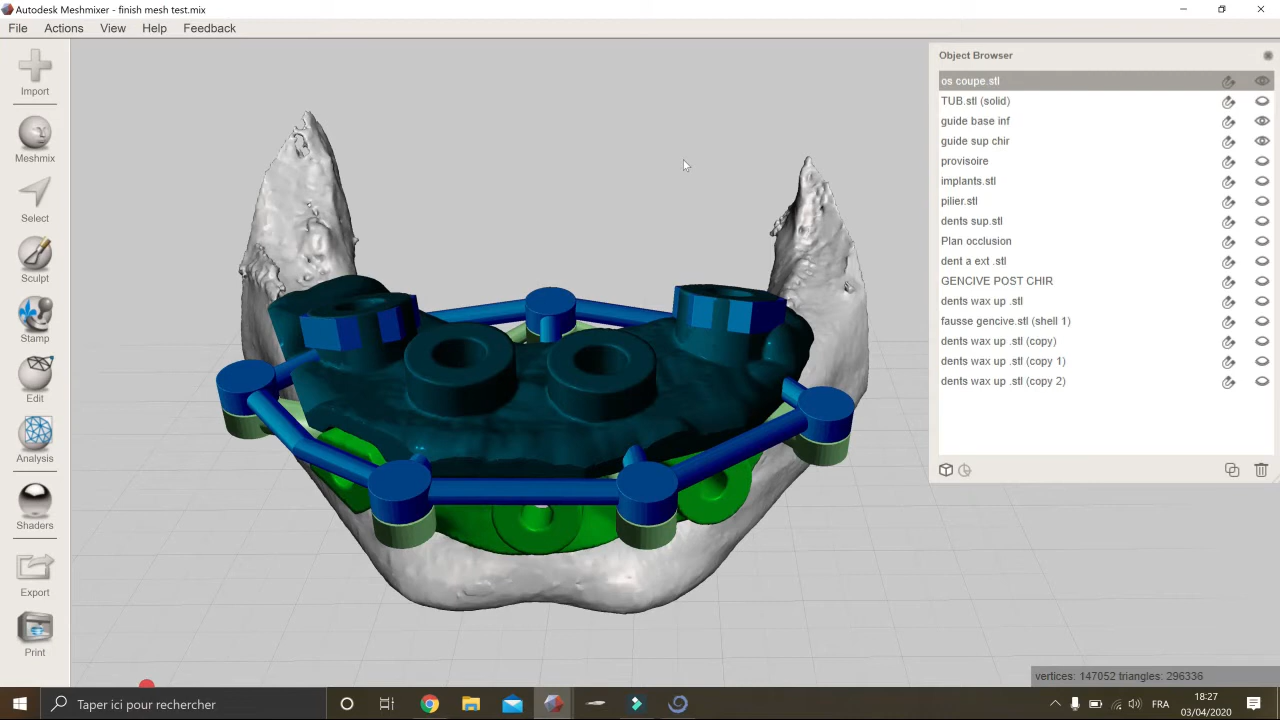 Autodesk Meshmixer - finish mesh test.mix
File Actions View Help Feedback
Import
Meshmix
Select
Sculpt
Stamp
Edit
Analysis
Shaders
Export
Print
Object Browser
os coupe.stl
TUB.stl (solid)
guide base inf
guide sup chir
provisoire
implants.stl
pilier.stl
dents sup.stl
Plan occlusion
dent a ext .stl
GENCIVE POST CHIR
dents wax up .stl
fausse gencive.stl (shell 1)
dents wax up .stl (copy)
dents wax up .stl (copy 1)
dents wax up .stl (copy 2)
vertices: 147052 triangles: 296336
Taper ici pour rechercher
FRA
18:27
03/04/2020